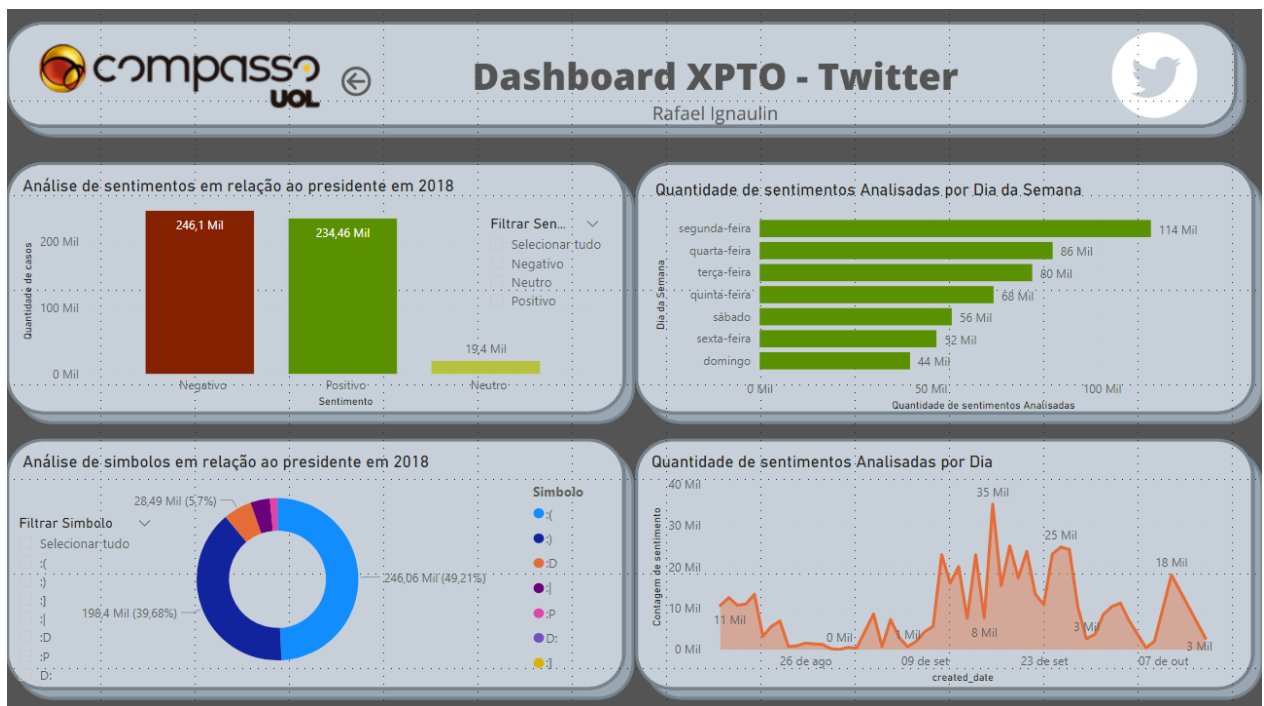 compasso
UOL
Dashboard XPTO - Twitter
Rafael Ignaulin
Análise de sentimentos em relação ao presidente em 2018
Quantidade de casos
200 Mil
100 Mil
0 Mil
246,1 Mil
234,46 Mil
19,4 Mil
Negativo
Positivo
Neutro
Sentimento
Filtrar Sen...
Selecionar tudo
Negativo
Neutro
Positivo
Quantidade de sentimentos Analisadas por Dia da Semana
Dia da Semana
segunda-feira 114 Mil
quarta-feira 86 Mil
terça-feira 80 Mil
quinta-feira 68 Mil
sábado 56 Mil
sexta-feira 52 Mil
domingo 44 Mil
0 Mil 50 Mil 100 Mil
Quantidade de sentimentos Analisadas
Análise de simbolos em relação ao presidente em 2018
Filtrar Simbolo
Selecionar tudo
:(
:)
:]
:|
:D
:P
D:
28,49 Mil (5,7%)
246,06 Mil (49,21%)
198,4 Mil (39,68%)
Simbolo
:(
:)
:D
:|
:P
D:
:]
Quantidade de sentimentos Analisadas por Dia
Contagem de sentimento
40 Mil
30 Mil
20 Mil
10 Mil
0 Mil
11 Mil
0 Mil
1 Mil
35 Mil
8 Mil
25 Mil
3 Mil
18 Mil
3 Mil
26 de ago 09 de set 23 de set 07 de out
created_date